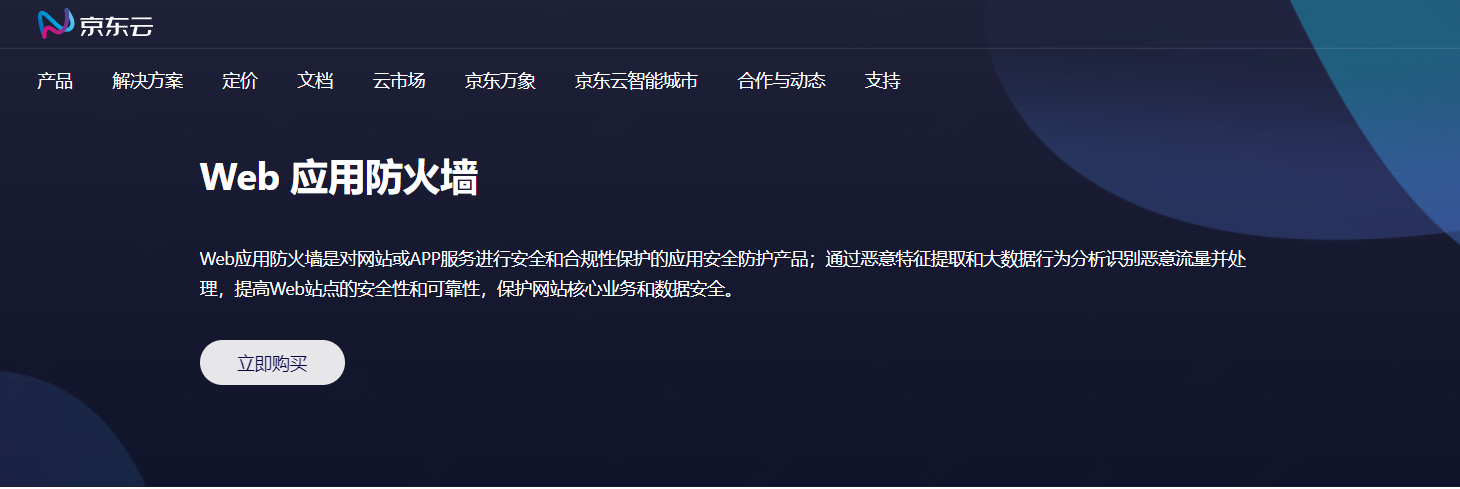 京东云
产品 解决方案 定价 文档 云市场 京东万象 京东云智能城市 合作与动态 支持
Web 应用防火墙
Web应用防火墙是对网站或APP服务进行安全和合规性保护的应用安全防护产品；通过恶意特征提取和大数据行为分析识别恶意流量并处
理，提高Web站点的安全性和可靠性，保护网站核心业务和数据安全。
立即购买